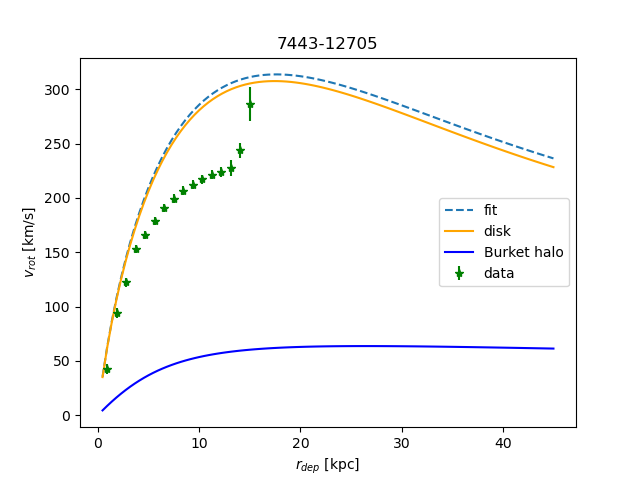 7443-12705
300
250
200
150
100
50
0
v_rot [km/s]
fit
disk
Burket halo
data
0 10 20 30 40
r_dep [kpc]